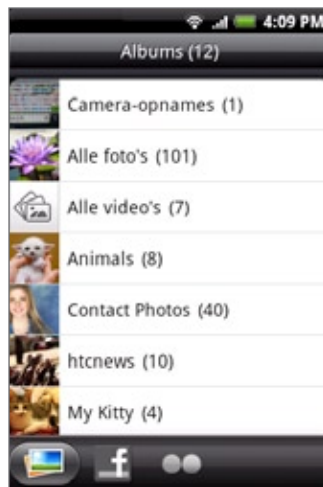 4:09 PM
Albums (12)
Camera-opnames (1)
Alle foto's (101)
Alle video's (7)
Animals (8)
Contact Photos (40)
htcnews (10)
My Kitty (4)
f